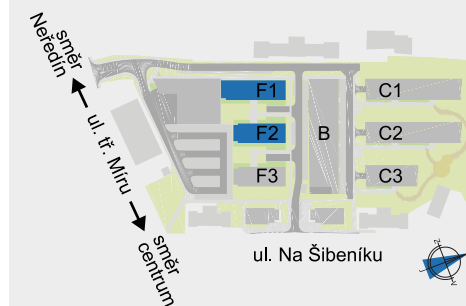 směr
Neředín
ul. tř. Míru
směr
centrum
F1
F2
F3
B
C1
C2
C3
ul. Na Šibeníku